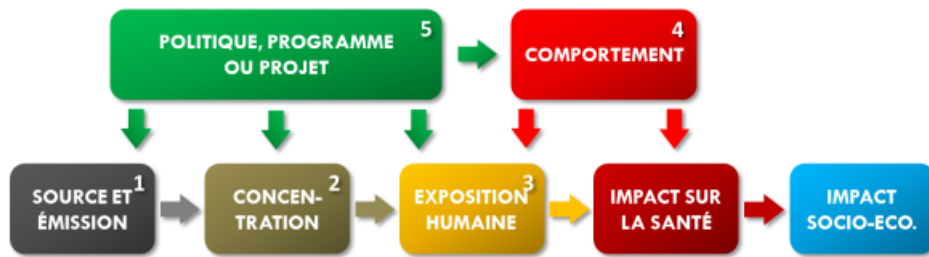 POLITIQUE, PROGRAMME
OU PROJET
5
COMPORTEMENT
4
SOURCE ET
ÉMISSION
1
CONCEN-
TRATION
2
EXPOSITION
HUMAINE
3
IMPACT SUR
LA SANTÉ
IMPACT
SOCIO-ECO.